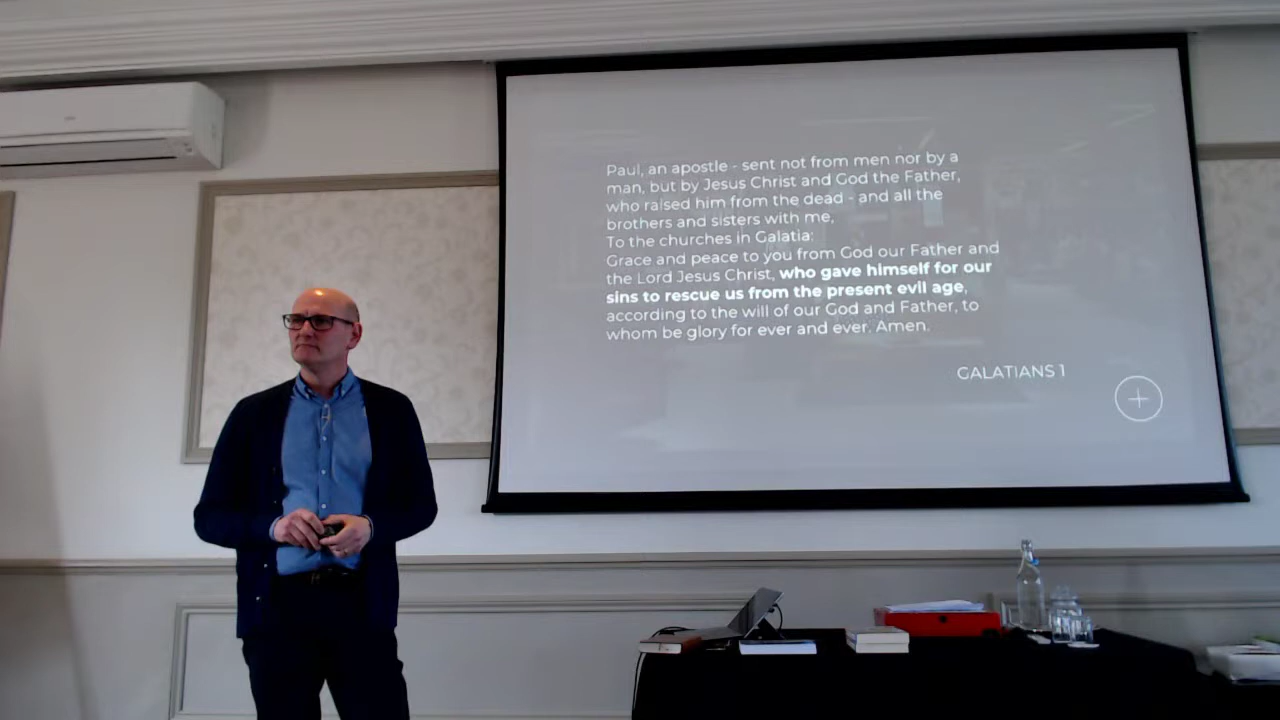 Paul, an apostle - sent not from men nor by a
man, but by Jesus Christ and God the Father,
who raised him from the dead - and all the
brothers and sisters with me,
To the churches in Galatia:
Grace and peace to you from God our Father and
the Lord Jesus Christ, who gave himself for our
sins to rescue us from the present evil age,
according to the will of our God and Father, to
whom be glory for ever and ever. Amen.
GALATIANS 1